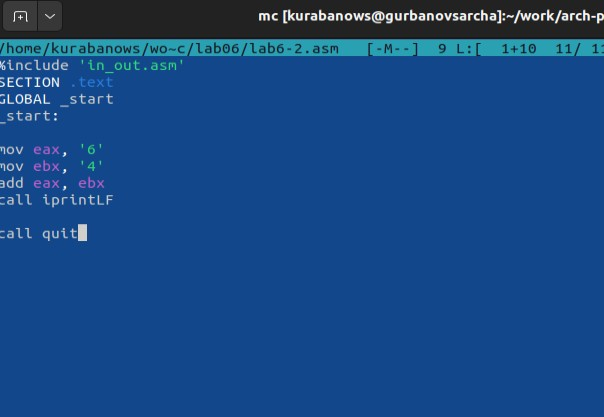 mc [kurabanows@gurbanovsarcha]:~/work/arch-p
/home/kurabanows/wo~c/lab06/lab6-2.asm [-M--] 9 L:[ 1+10 11/ 11
%include 'in_out.asm'
SECTION .text
GLOBAL _start
_start:
mov eax, '6'
mov ebx, '4'
add eax, ebx
call iprintLF
call quit